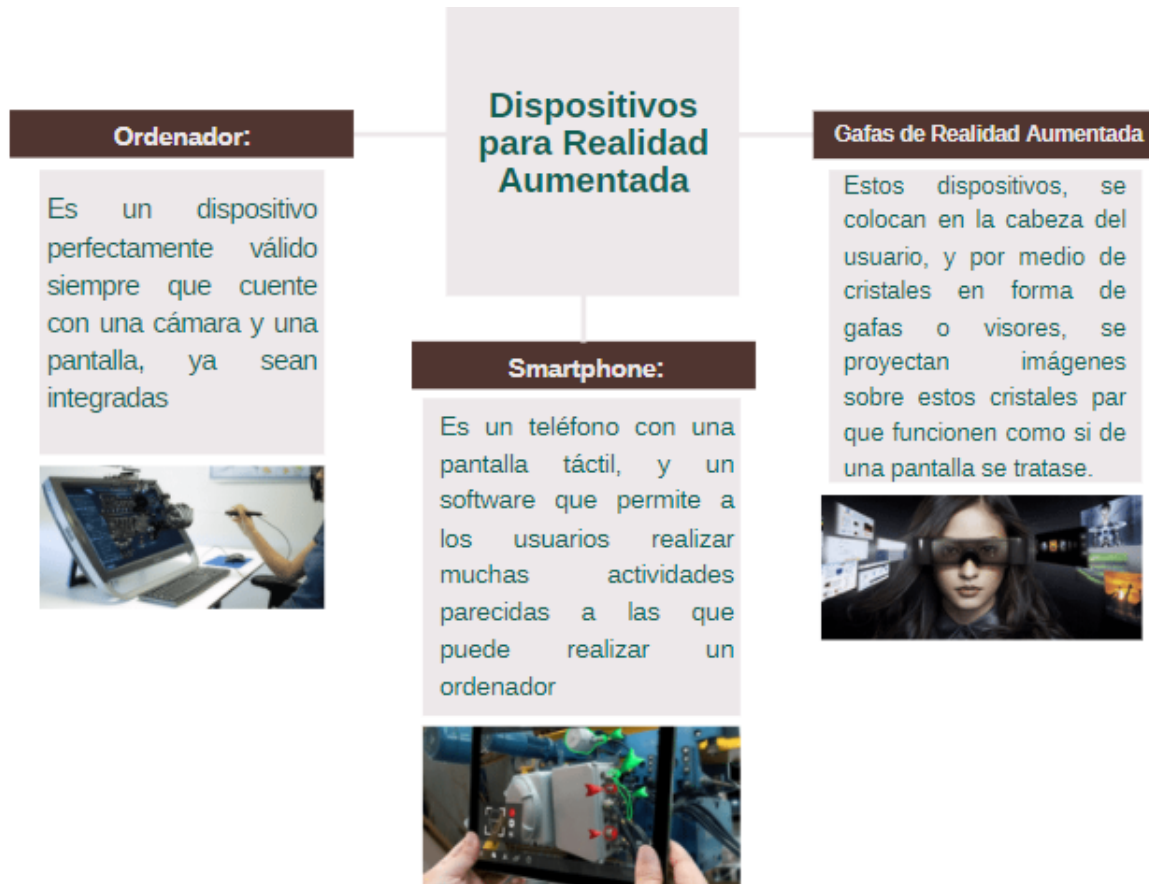 Dispositivos
para Realidad
Aumentada
Ordenador:
Es un dispositivo
perfectamente válido
siempre que cuente
con una cámara y una
pantalla, ya sean
integradas
Smartphone:
Es un teléfono con una
pantalla táctil, y un
software que permite a
los usuarios realizar
muchas actividades
parecidas a las que
puede realizar un
ordenador
Gafas de Realidad Aumentada
Estos dispositivos, se
colocan en la cabeza del
usuario, y por medio de
cristales en forma de
gafas o visores, se
proyectan imágenes
sobre estos cristales par
que funcionen como si de
una pantalla se tratase.